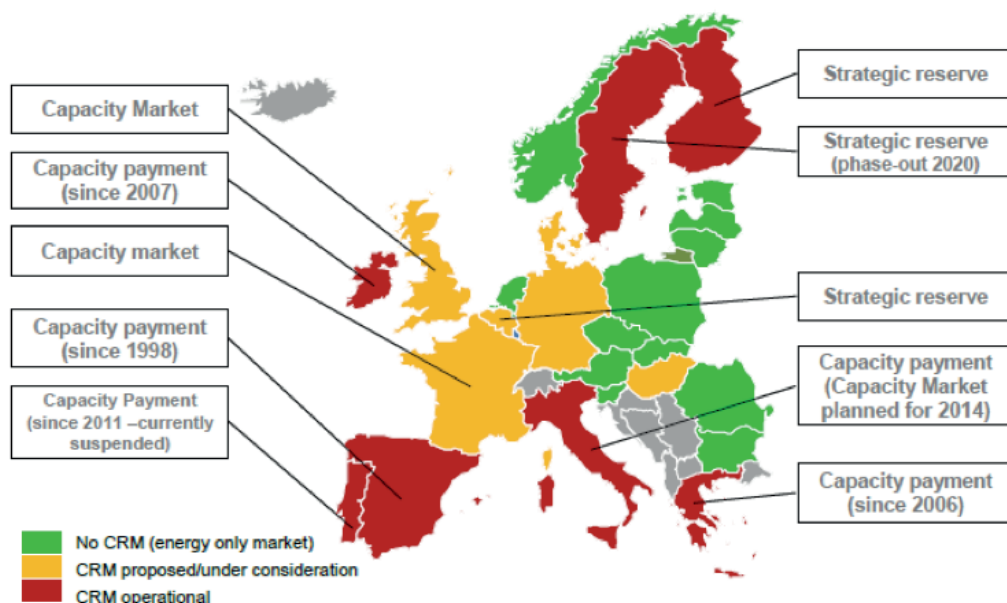 Capacity Market
Capacity payment
(since 2007)
Capacity market
Capacity payment
(since 1998)
Capacity Payment
(since 2011 –currently
suspended)
Strategic reserve
Strategic reserve
(phase-out 2020)
Strategic reserve
Capacity payment
(Capacity Market
planned for 2014)
Capacity payment
(since 2006)
No CRM (energy only market)
CRM proposed/under consideration
CRM operational